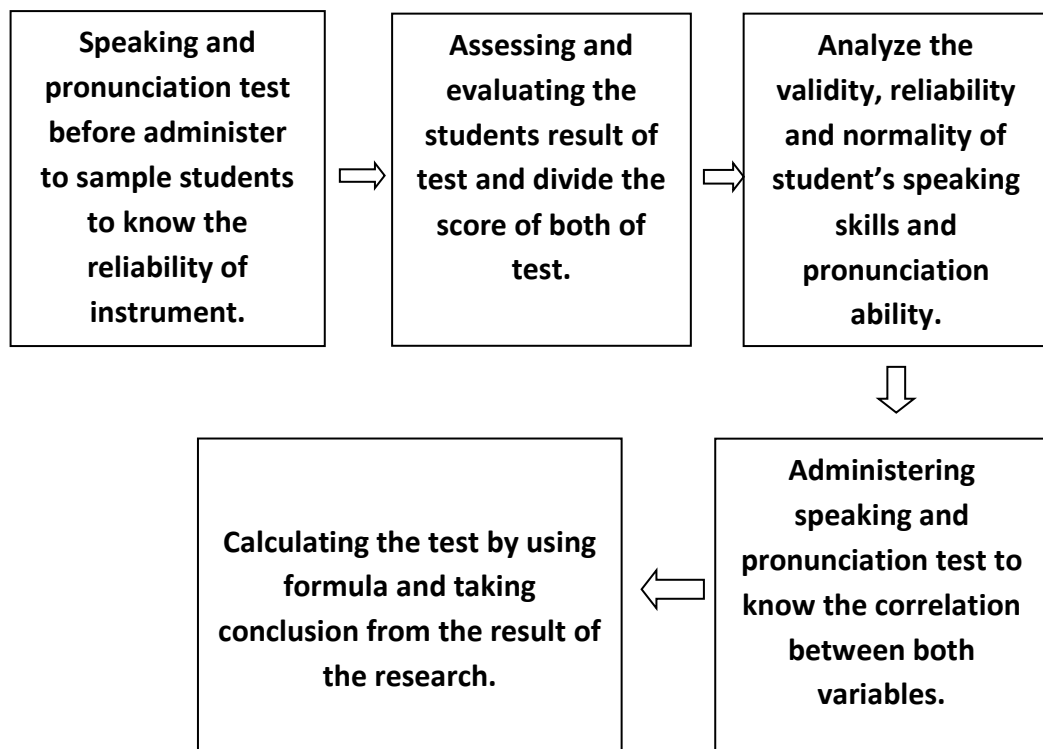 Speaking and
pronunciation test
before administer
to sample students
to know the
reliability of
instrument.
Assessing and
evaluating the
students result of
test and divide the
score of both of
test.
Analyze the
validity, reliability
and normality of
student’s speaking
skills and
pronunciation
ability.
Administering
speaking and
pronunciation test to
know the correlation
between both
variables.
Calculating the test by using
formula and taking
conclusion from the result of
the research.